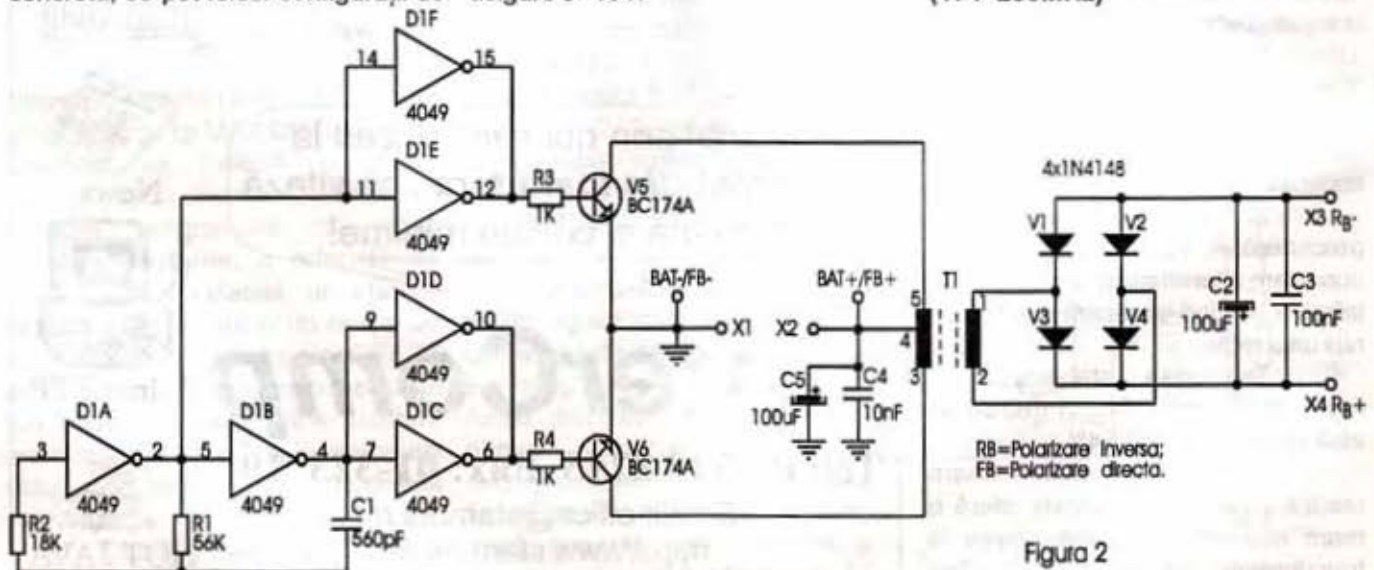 D1F
14
15
4049
D1E
11
12
4049
R3
1K
V5
BC174A
4x1N4148
V1
V2
X3 RB-
D1D
9
10
4049
BAT-/FB-
X1
BAT+/FB+
X2
T1
5
4
3
1
2
V3
V4
C2
100uF
C3
100nF
C5
100uF
C4
10nF
X4 RB+
D1A
3
2
4049
D1B
5
4
4049
D1C
7
6
4049
R4
1K
V6
BC174A
RB=Polarizare inversa;
FB=Polarizare directa.
R2
18K
R1
56K
C1
560pF
Figura 2